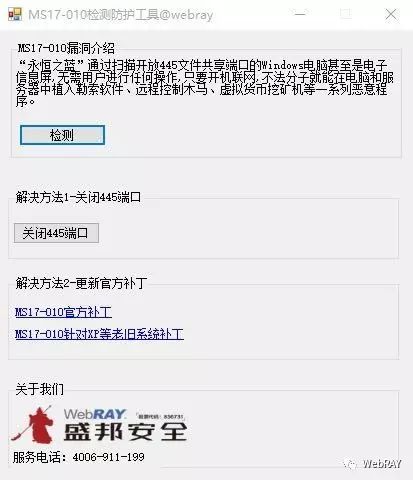 MS17-010检测防护工具@webray
MS17-010漏洞介绍
“永恒之蓝”通过扫描开放445文件共享端口的Windows电脑甚至是电子
信息屏,无需用户进行任何操作,只要开机联网,不法分子就能在电脑和服
务器中植入勒索软件、远程控制木马、虚拟货币挖矿机等一系列恶意程
序。
检测
解决方法1-关闭445端口
关闭445端口
解决方法2-更新官方补丁
MS17-010官方补丁
MS17-010针对XP等老旧系统补丁
关于我们
WebRAY 股票代码：836731
盛邦安全
服务电话：4006-911-199
WebRAY